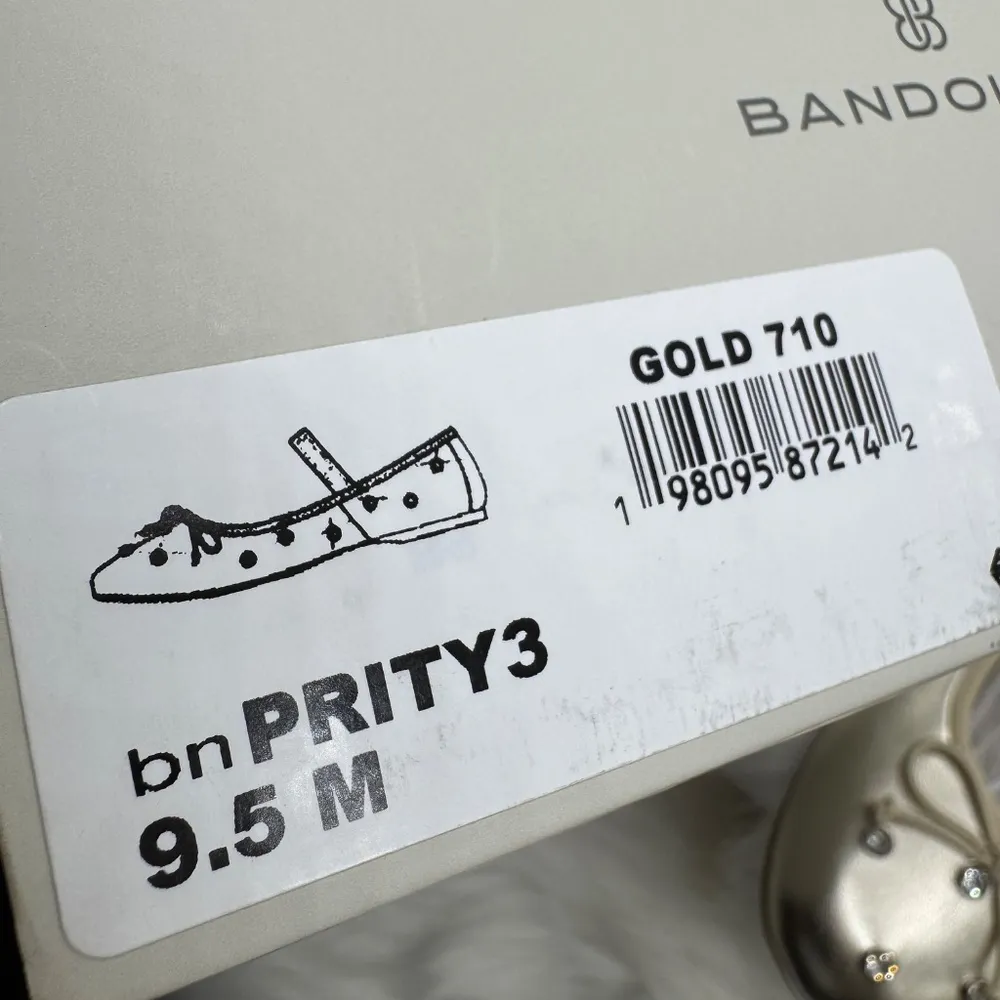 BANDOL
GOLD 710
1 98095 87214 2
bn PRITY3
9.5 M